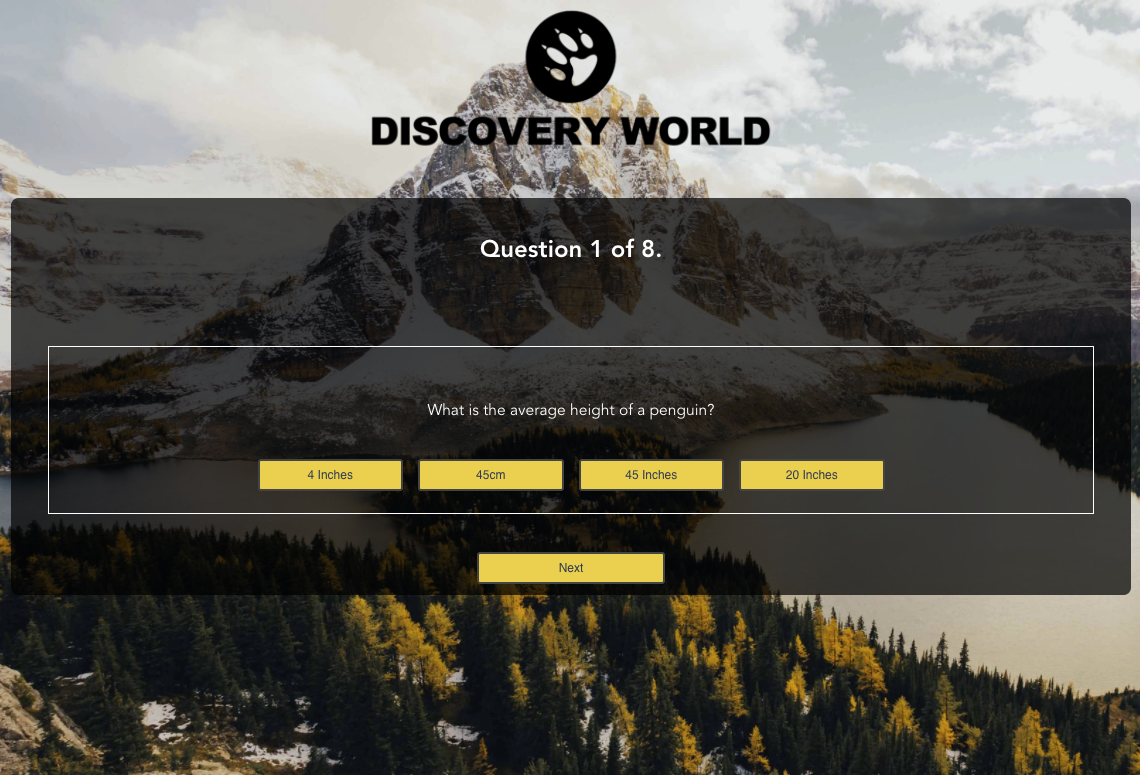 DISCOVERY WORLD
Question 1 of 8.
What is the average height of a penguin?
4 Inches 45cm 45 Inches 20 Inches
Next